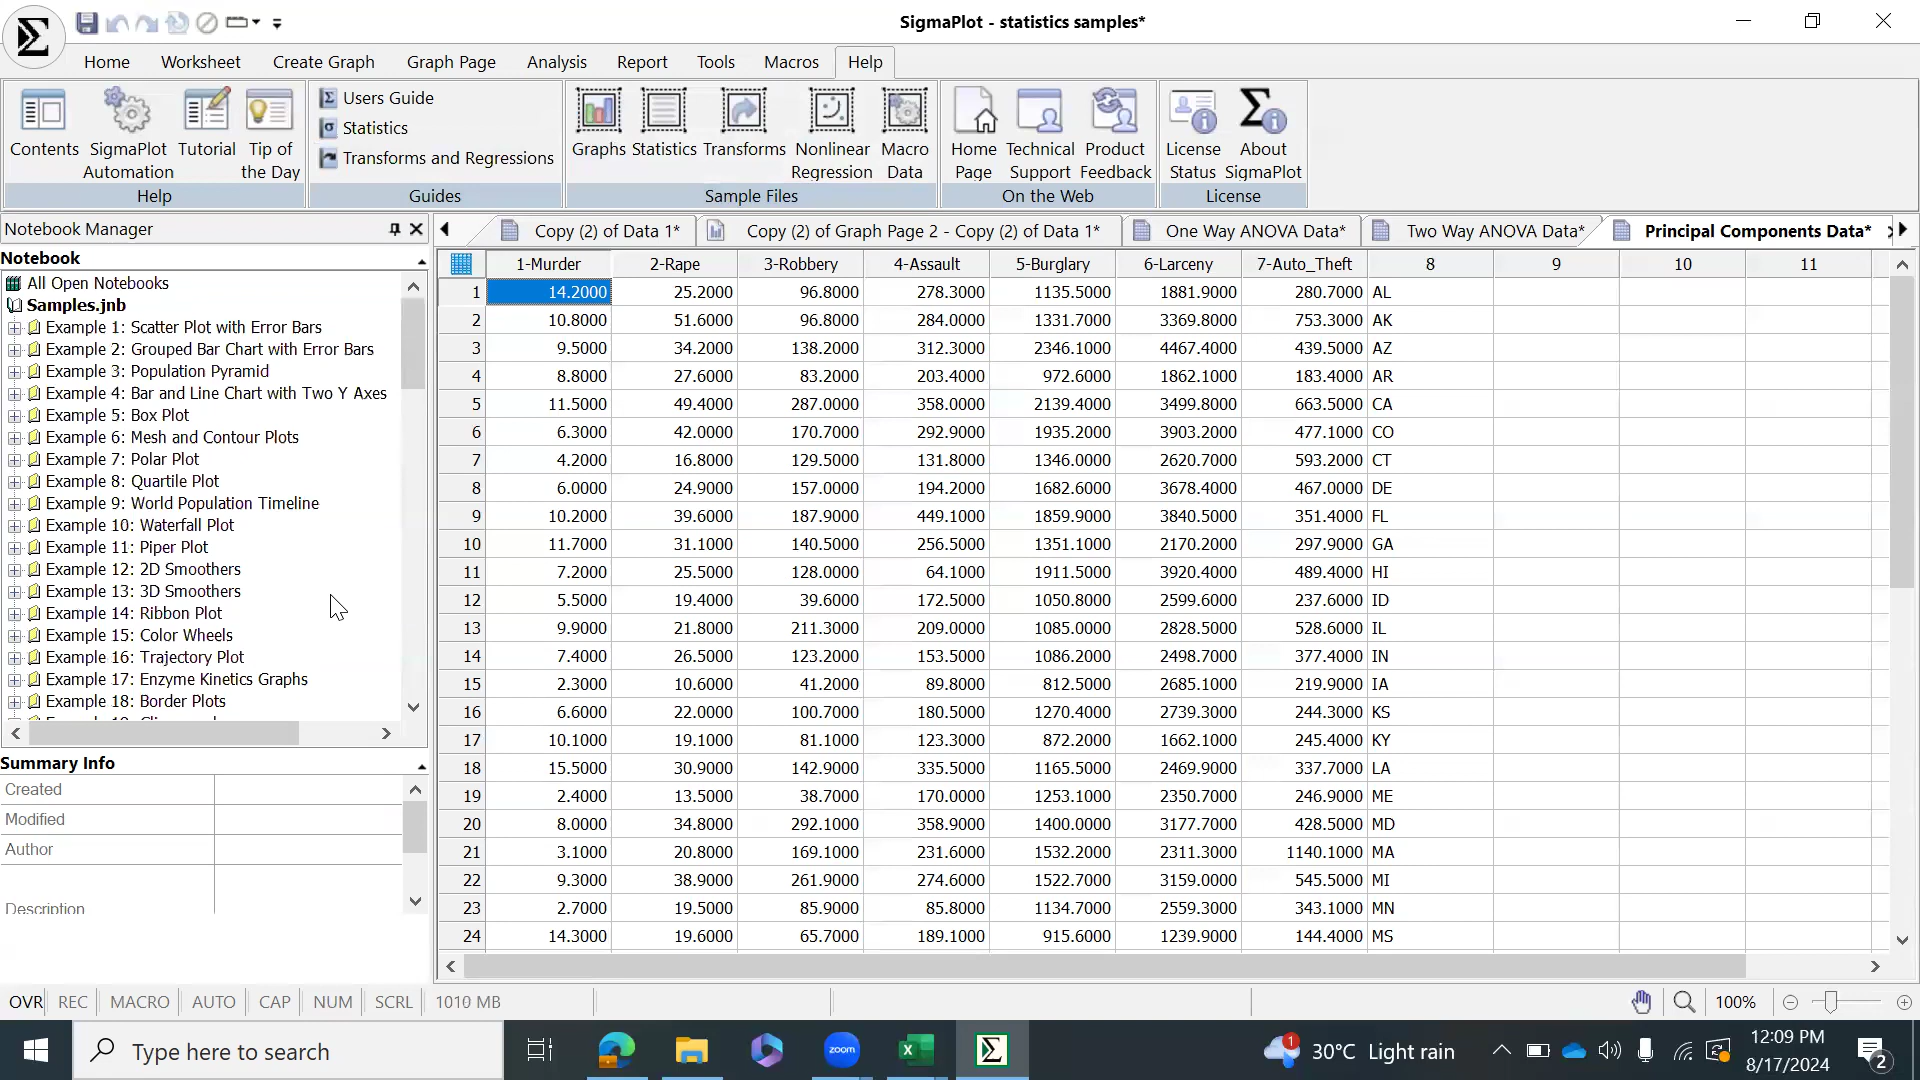 SigmaPlot - statistics samples*
Home Worksheet Create Graph Graph Page Analysis Report Tools Macros Help
Contents SigmaPlot Automation Tutorial Tip of the Day
Help
Users Guide
Statistics
Transforms and Regressions
Guides
Graphs Statistics Transforms Nonlinear Regression Macro Data
Sample Files
Home Page Technical Support Product Feedback
On the Web
License Status About SigmaPlot
License
Notebook Manager
Notebook
All Open Notebooks
Samples.jnb
Example 1: Scatter Plot with Error Bars
Example 2: Grouped Bar Chart with Error Bars
Example 3: Population Pyramid
Example 4: Bar and Line Chart with Two Y Axes
Example 5: Box Plot
Example 6: Mesh and Contour Plots
Example 7: Polar Plot
Example 8: Quartile Plot
Example 9: World Population Timeline
Example 10: Waterfall Plot
Example 11: Piper Plot
Example 12: 2D Smoothers
Example 13: 3D Smoothers
Example 14: Ribbon Plot
Example 15: Color Wheels
Example 16: Trajectory Plot
Example 17: Enzyme Kinetics Graphs
Example 18: Border Plots
Summary Info
Created
Modified
Author
Description
Copy (2) of Data 1* Copy (2) of Graph Page 2 - Copy (2) of Data 1* One Way ANOVA Data* Two Way ANOVA Data* Principal Components Data*
1-Murder 2-Rape 3-Robbery 4-Assault 5-Burglary 6-Larceny 7-Auto_Theft 8 9 10 11
1 14.2000 25.2000 96.8000 278.3000 1135.5000 1881.9000 280.7000 AL
2 10.8000 51.6000 96.8000 284.0000 1331.7000 3369.8000 753.3000 AK
3 9.5000 34.2000 138.2000 312.3000 2346.1000 4467.4000 439.5000 AZ
4 8.8000 27.6000 83.2000 203.4000 972.6000 1862.1000 183.4000 AR
5 11.5000 49.4000 287.0000 358.0000 2139.4000 3499.8000 663.5000 CA
6 6.3000 42.0000 170.7000 292.9000 1935.2000 3903.2000 477.1000 CO
7 4.2000 16.8000 129.5000 131.8000 1346.0000 2620.7000 593.2000 CT
8 6.0000 24.9000 157.0000 194.2000 1682.6000 3678.4000 467.0000 DE
9 10.2000 39.6000 187.9000 449.1000 1859.9000 3840.5000 351.4000 FL
10 11.7000 31.1000 140.5000 256.5000 1351.1000 2170.2000 297.9000 GA
11 7.2000 25.5000 128.0000 64.1000 1911.5000 3920.4000 489.4000 HI
12 5.5000 19.4000 39.6000 172.5000 1050.8000 2599.6000 237.6000 ID
13 9.9000 21.8000 211.3000 209.0000 1085.0000 2828.5000 528.6000 IL
14 7.4000 26.5000 123.2000 153.5000 1086.2000 2498.7000 377.4000 IN
15 2.3000 10.6000 41.2000 89.8000 812.5000 2685.1000 219.9000 IA
16 6.6000 22.0000 100.7000 180.5000 1270.4000 2739.3000 244.3000 KS
17 10.1000 19.1000 81.1000 123.3000 872.2000 1662.1000 245.4000 KY
18 15.5000 30.9000 142.9000 335.5000 1165.5000 2469.9000 337.7000 LA
19 2.4000 13.5000 38.7000 170.0000 1253.1000 2350.7000 246.9000 ME
20 8.0000 34.8000 292.1000 358.9000 1400.0000 3177.7000 428.5000 MD
21 3.1000 20.8000 169.1000 231.6000 1532.2000 2311.3000 1140.1000 MA
22 9.3000 38.9000 261.9000 274.6000 1522.7000 3159.0000 545.5000 MI
23 2.7000 19.5000 85.9000 85.8000 1134.7000 2559.3000 343.1000 MN
24 14.3000 19.6000 65.7000 189.1000 915.6000 1239.9000 144.4000 MS
OVR REC MACRO AUTO CAP NUM SCRL 1010 MB 100%
Type here to search
zoom
1 30°C Light rain
12:09 PM
8/17/2024
2